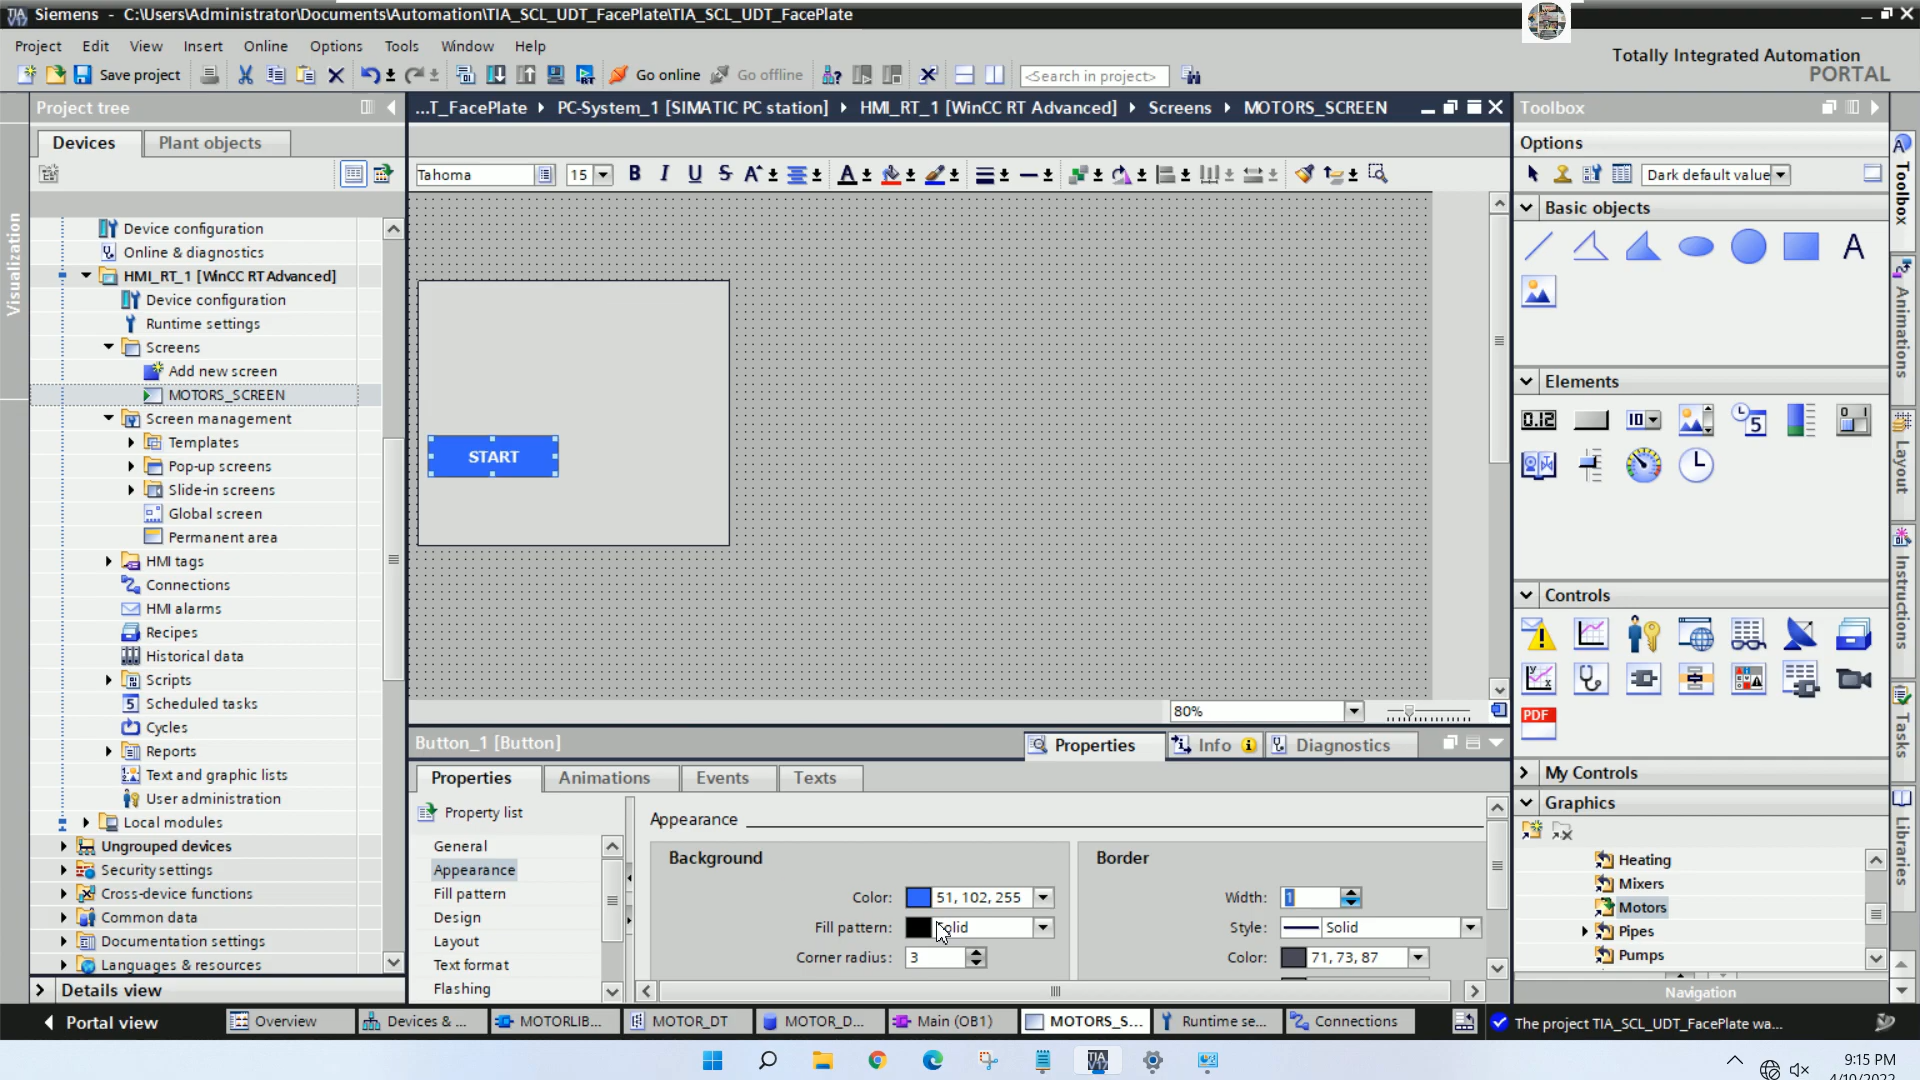 Siemens - C:\Users\Administrator\Documents\Automation\TIA_SCL_UDT_FacePlate\TIA_SCL_UDT_FacePlate
Project Edit View Insert Online Options Tools Window Help
Totally Integrated Automation
PORTAL
Save project
Go online
Go offline
<Search in project>
Project tree
...T_FacePlate PC-System_1 [SIMATIC PC station] HMI_RT_1 [WinCC RT Advanced] Screens MOTORS_SCREEN
Toolbox
Devices
Plant objects
Options
Tahoma
15
B I U S A A
Dark default value
Visualization
Device configuration
Online & diagnostics
HMI_RT_1 [WinCC RT Advanced]
Device configuration
Runtime settings
Screens
Add new screen
MOTORS_SCREEN
Screen management
Templates
Pop-up screens
Slide-in screens
Global screen
Permanent area
HMI tags
Connections
HMI alarms
Recipes
Historical data
Scripts
Scheduled tasks
Cycles
Reports
Text and graphic lists
User administration
Local modules
Ungrouped devices
Security settings
Cross-device functions
Common data
Documentation settings
Languages & resources
Details view
START
80%
Button_1 [Button]
Properties
Info
Diagnostics
Properties
Animations
Events
Texts
Property list
General
Appearance
Fill pattern
Design
Layout
Text format
Flashing
Appearance
Background
Color: 51, 102, 255
Fill pattern: Solid
Corner radius: 3
Border
Width: 1
Style: Solid
Color: 71, 73, 87
Basic objects
A
Elements
0.12
10
5
0 1
Controls
PDF
My Controls
Graphics
Heating
Mixers
Motors
Pipes
Pumps
Navigation
Toolbox
Animations
Layout
Instructions
Tasks
Libraries
Portal view
Overview
Devices & ...
MOTORLIB...
MOTOR_DT
MOTOR_D...
Main (OB1)
MOTORS_S...
Runtime se...
Connections
The project TIA_SCL_UDT_FacePlate wa...
9:15 PM
4/10/2022